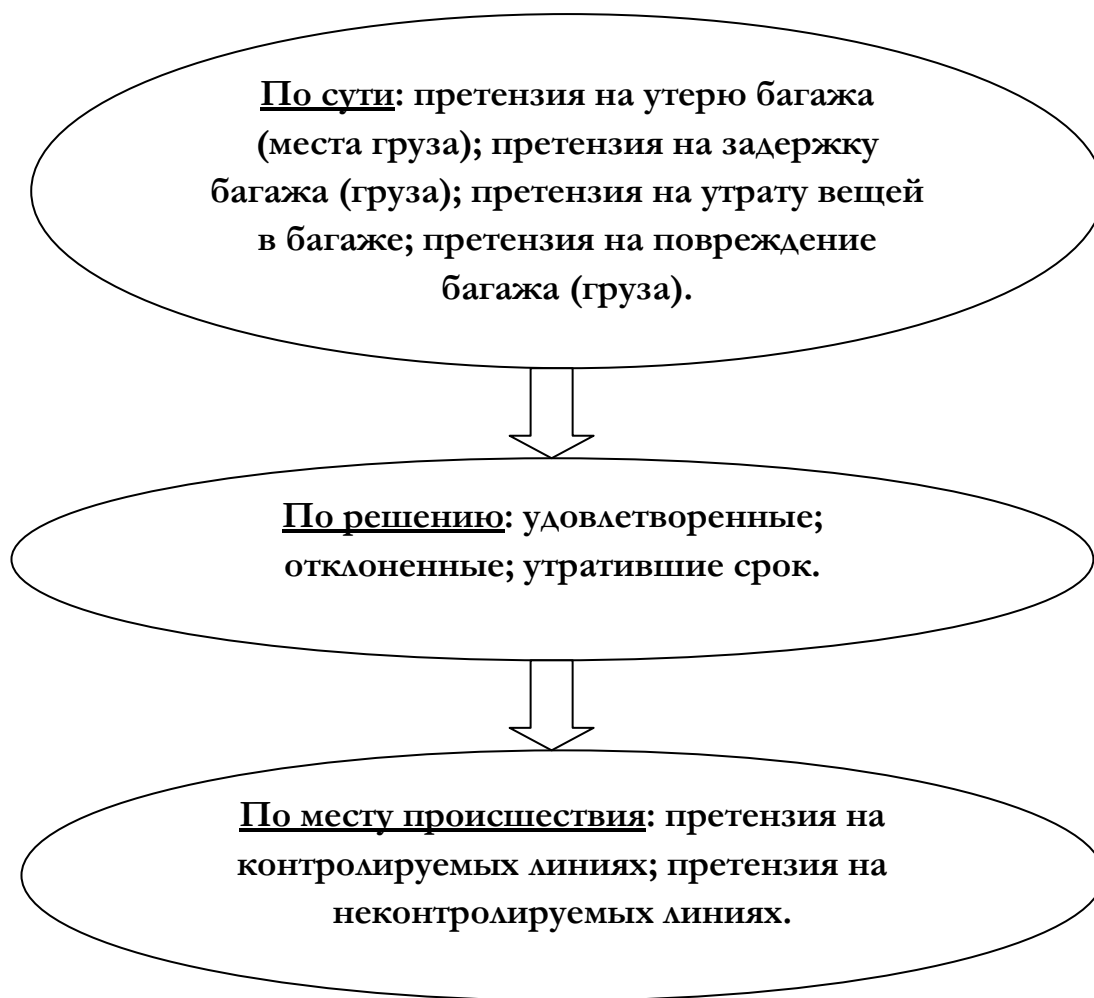 По сути: претензия на утерю багажа
(места груза); претензия на задержку
багажа (груза); претензия на утрату вещей
в багаже; претензия на повреждение
багажа (груза).
По решению: удовлетворенные;
отклоненные; утратившие срок.
По месту происшествия: претензия на
контролируемых линиях; претензия на
неконтролируемых линиях.